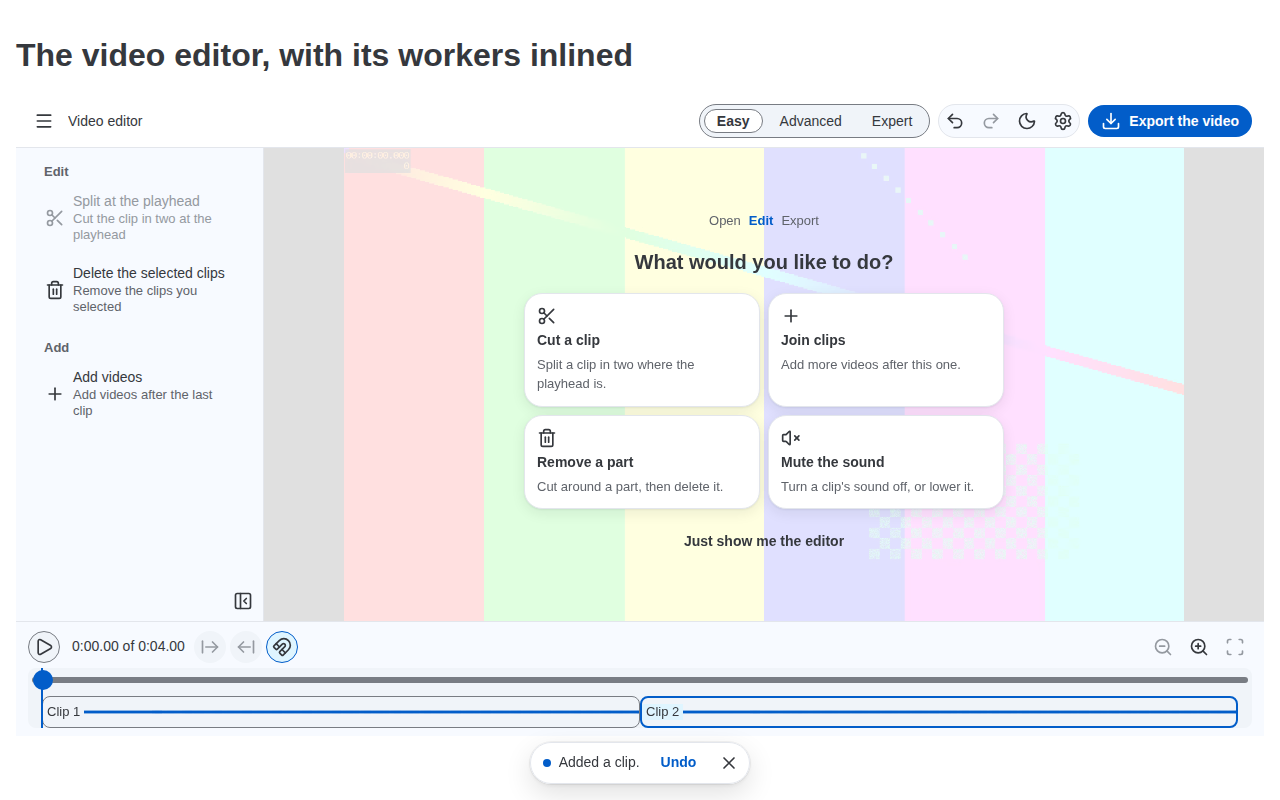 The video editor, with its workers inlined
Video editor
Easy
Advanced
Expert
Export the video
Edit
Split at the playhead
Cut the clip in two at the
playhead
Delete the selected clips
Remove the clips you
selected
Add
Add videos
Add videos after the last
clip
00:00:00.000
0
Open Edit Export
What would you like to do?
Cut a clip
Split a clip in two where the
playhead is.
Join clips
Add more videos after this one.
Remove a part
Cut around a part, then delete it.
Mute the sound
Turn a clip's sound off, or lower it.
Just show me the editor
0:00.00 of 0:04.00
Clip 1
Clip 2
Added a clip.
Undo